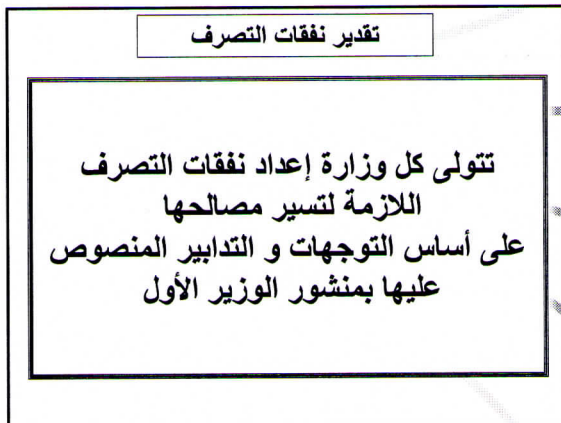 تقدير نفقات التصرف
تتولى كل وزارة إعداد نفقات التصرف
اللازمة لتسير مصالحها
على أساس التوجهات و التدابير المنصوص
عليها بمنشور الوزير الأول